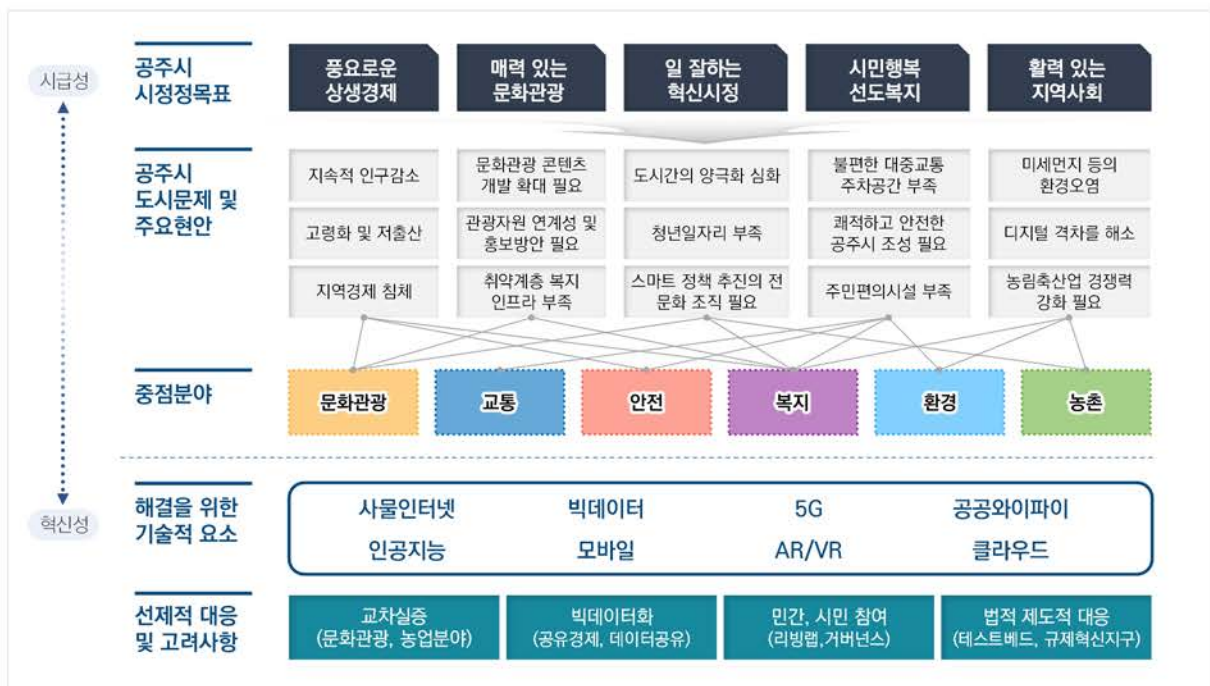 시급성
혁신성
공주시
시정정목표
풍요로운
상생경제
매력 있는
문화관광
일 잘하는
혁신시정
시민행복
선도복지
활력 있는
지역사회
공주시
도시문제 및
주요현안
지속적 인구감소
문화관광 콘텐츠
개발 확대 필요
도시간의 양극화 심화
불편한 대중교통
주차공간 부족
미세먼지 등의
환경오염
고령화 및 저출산
관광자원 연계성 및
홍보방안 필요
청년일자리 부족
쾌적하고 안전한
공주시 조성 필요
디지털 격차를 해소
지역경제 침체
취약계층 복지
인프라 부족
스마트 정책 추진의 전
문화 조직 필요
주민편의시설 부족
농림축산업 경쟁력
강화 필요
중점분야
문화관광
교통
안전
복지
환경
농촌
해결을 위한
기술적 요소
사물인터넷
빅데이터
5G
공공와이파이
인공지능
모바일
AR/VR
클라우드
선제적 대응
및 고려사항
교차실증
(문화관광, 농업분야)
빅데이터화
(공유경제, 데이터공유)
민간, 시민 참여
(리빙랩,거버넌스)
법적 제도적 대응
(테스트베드, 규제혁신지구)